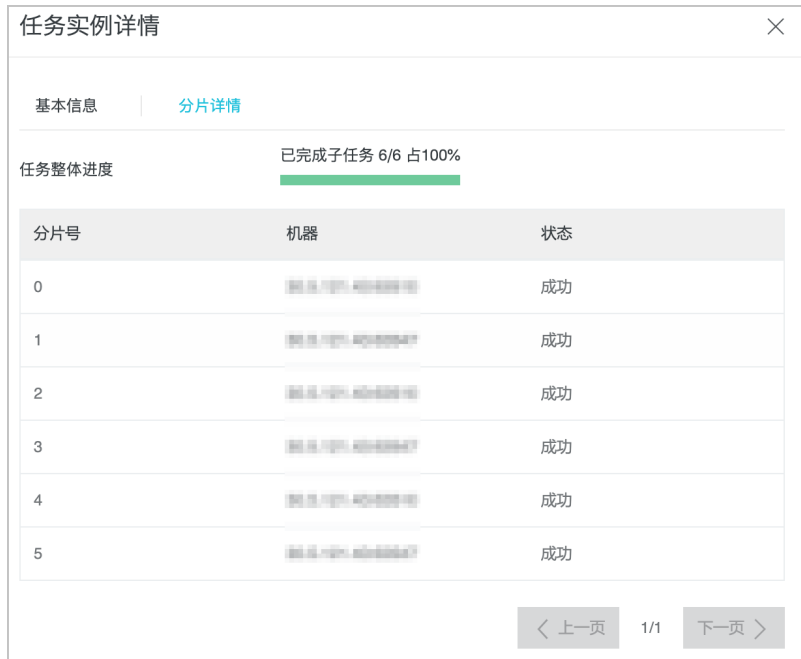 任务实例详情
基本信息 分片详情
任务整体进度 已完成子任务 6/6 占100%
分片号 机器 状态
0 成功
1 成功
2 成功
3 成功
4 成功
5 成功
上一页 1/1 下一页